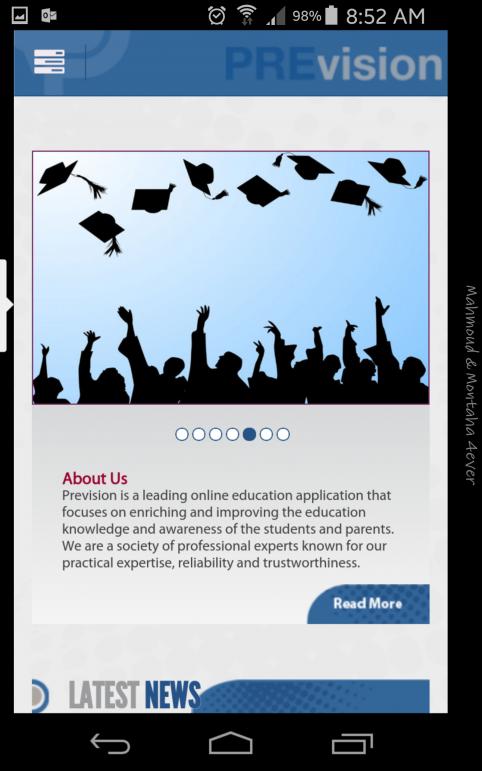 98% 8:52 AM
PREvision
Mahmoud & Montaha 4ever
About Us
Prevision is a leading online education application that
focuses on enriching and improving the education
knowledge and awareness of the students and parents.
We are a society of professional experts known for our
practical expertise, reliability and trustworthiness.
Read More
LATEST NEWS